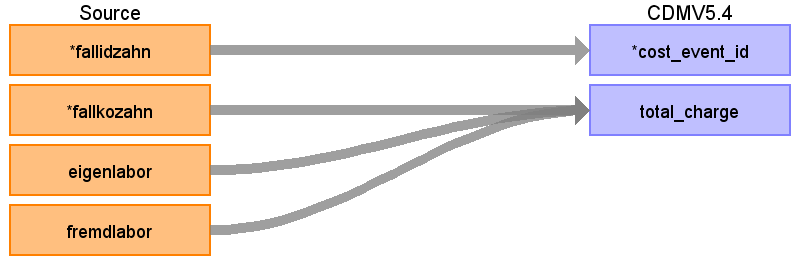 Source
CDMV5.4
*fallidzahn
*cost_event_id
*fallkozahn
total_charge
eigenlabor
fremdlabor